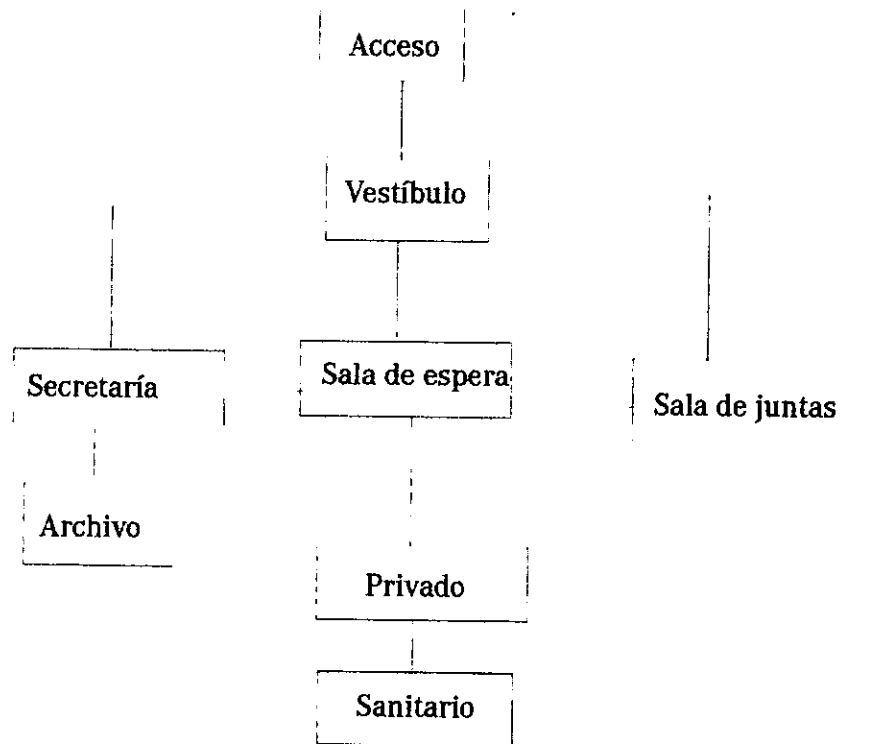 Acceso
Vestíbulo
Secretaría
Sala de espera
Sala de juntas
Archivo
Privado
Sanitario